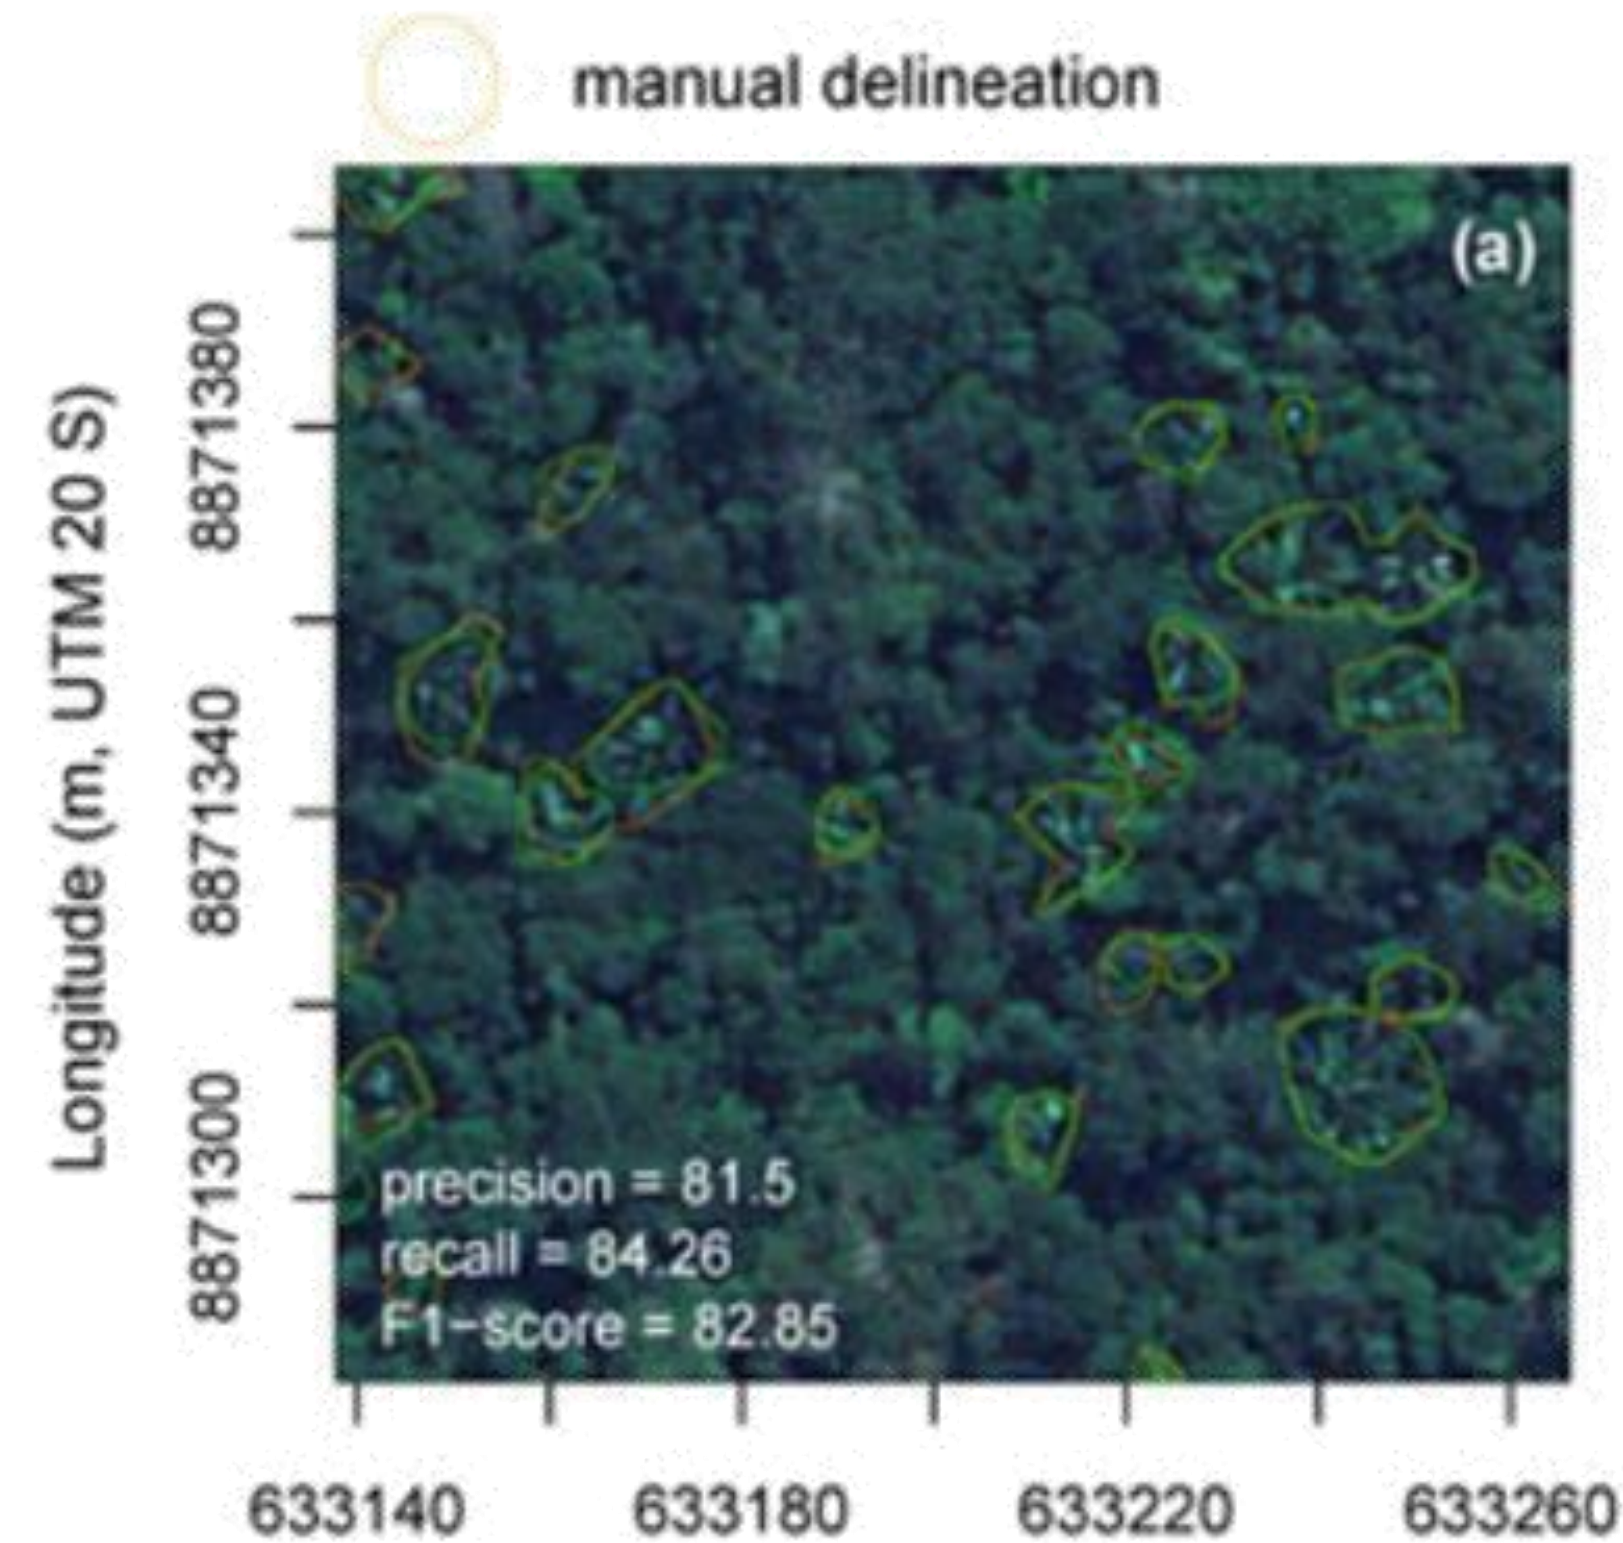 manual delineation
(a)
Longitude (m, UTM 20 S)
8871380
8871340
8871300
precision = 81.5
recall = 84.26
F1−score = 82.85
633140 633180 633220 633260